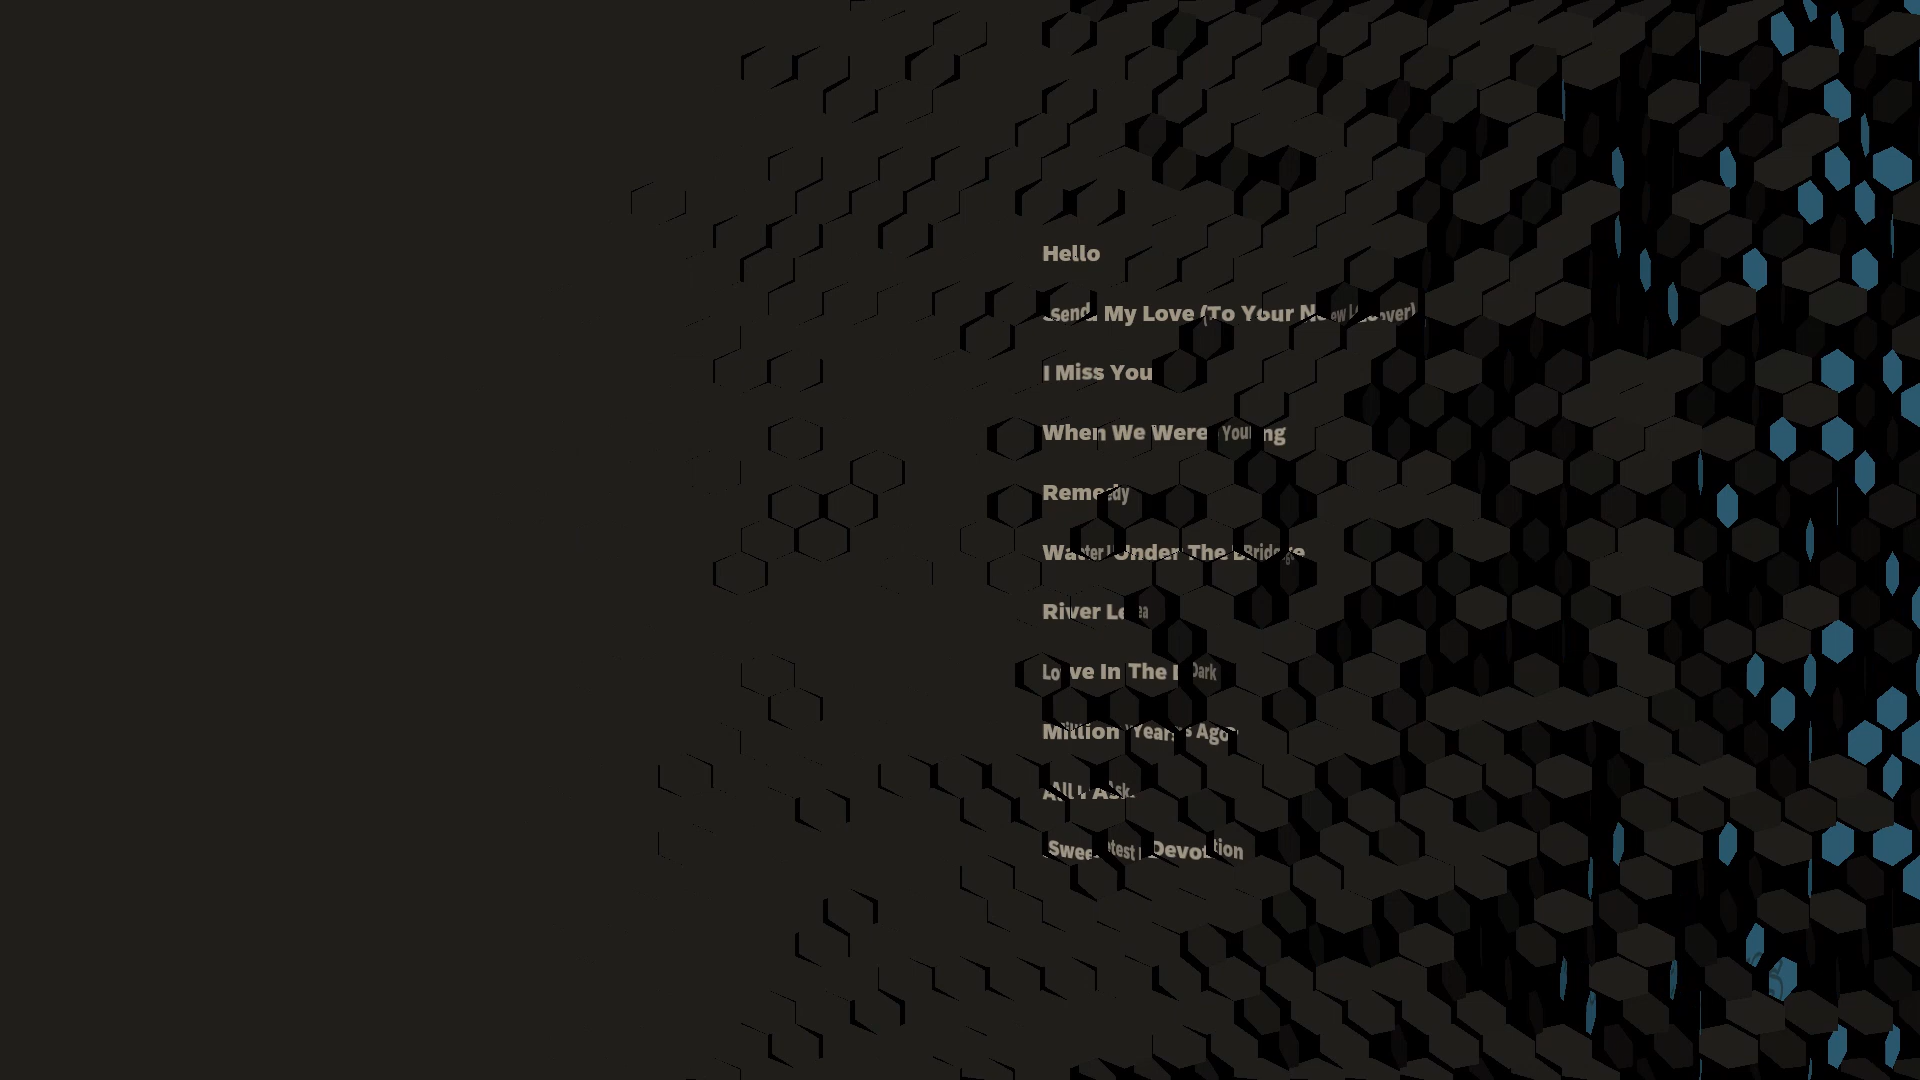 Hello
Send My Love (To Your New Lover)
I Miss You
When We Were Young
Remedy
Water Under The Bridge
River Lea
Love In The Dark
Million Years Ago
All I Ask
Sweetest Devotion